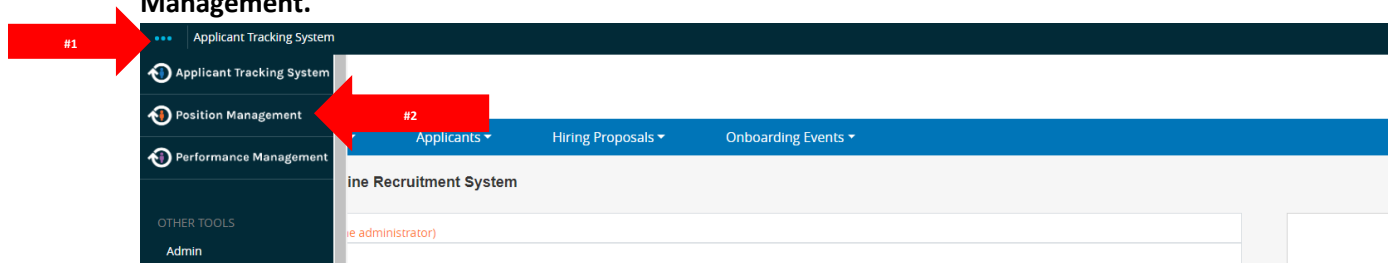 Management.
#1
••• Applicant Tracking System
Applicant Tracking System
Position Management
#2
Applicants Hiring Proposals Onboarding Events
Performance Management
ine Recruitment System
OTHER TOOLS
e administrator)
Admin